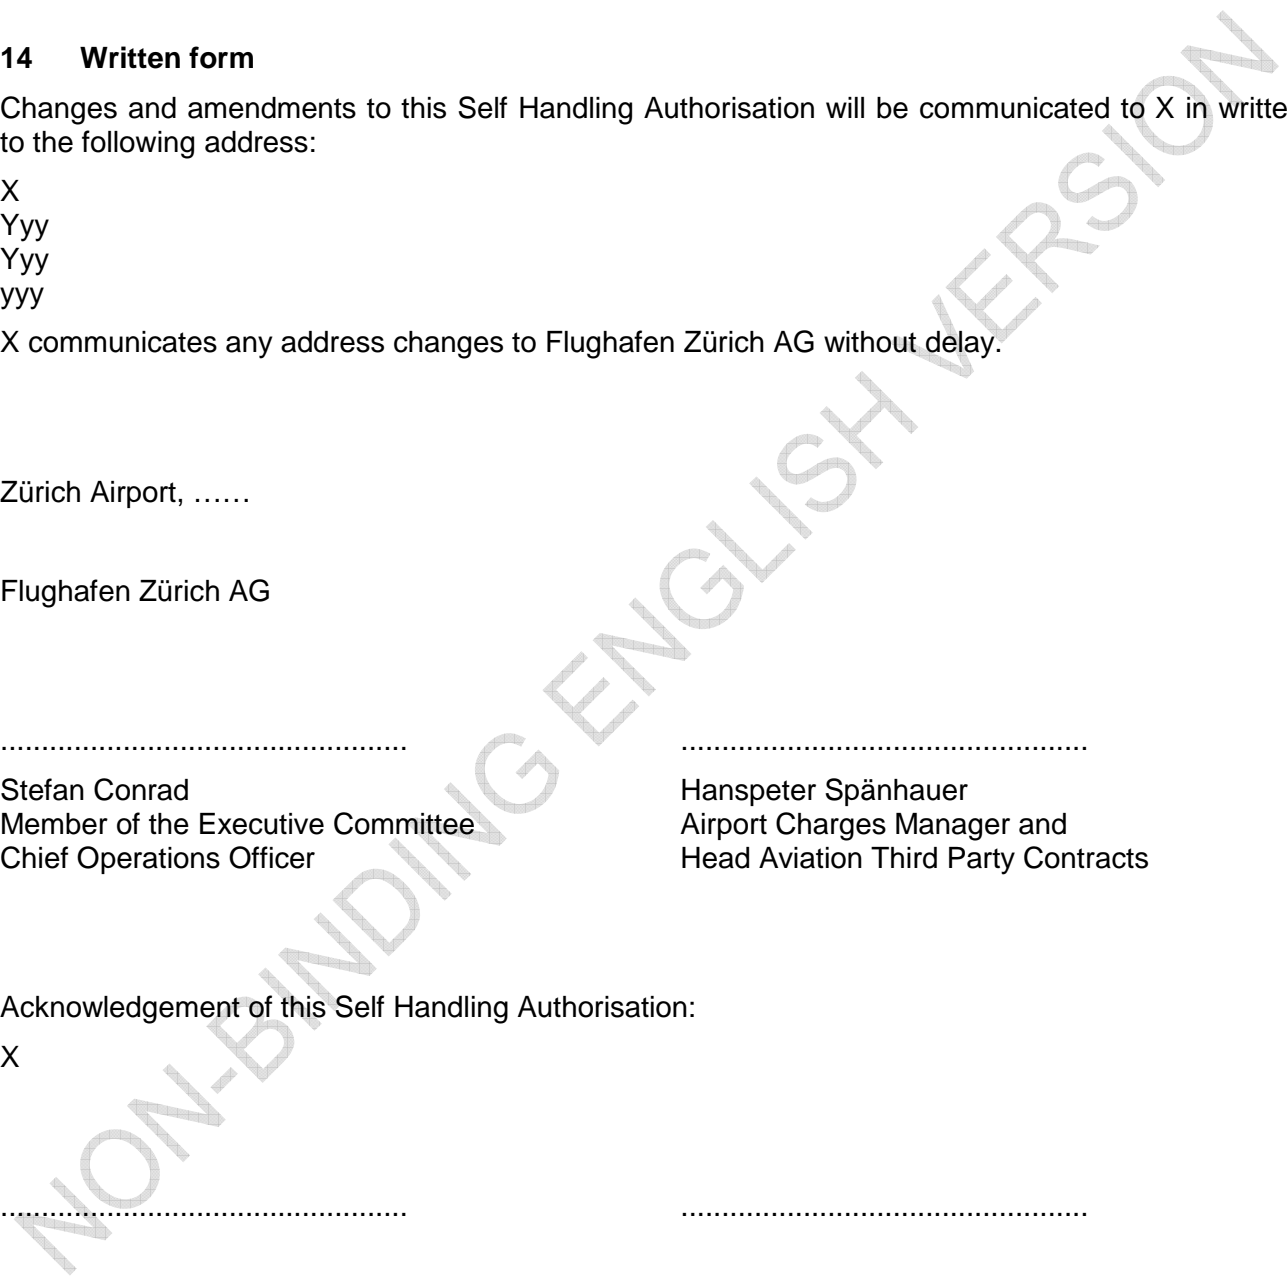 14 Written form
Changes and amendments to this Self Handling Authorisation will be communicated to X in writte
to the following address:
X
Yyy
Yyy
yyy
X communicates any address changes to Flughafen Zürich AG without delay.
Zürich Airport, ……
Flughafen Zürich AG
.................................................. ..................................................
Stefan Conrad Hanspeter Spänhauer
Member of the Executive Committee Airport Charges Manager and
Chief Operations Officer Head Aviation Third Party Contracts
Acknowledgement of this Self Handling Authorisation:
X
.................................................. ..................................................
NON-BINDING ENGLISH VERSION